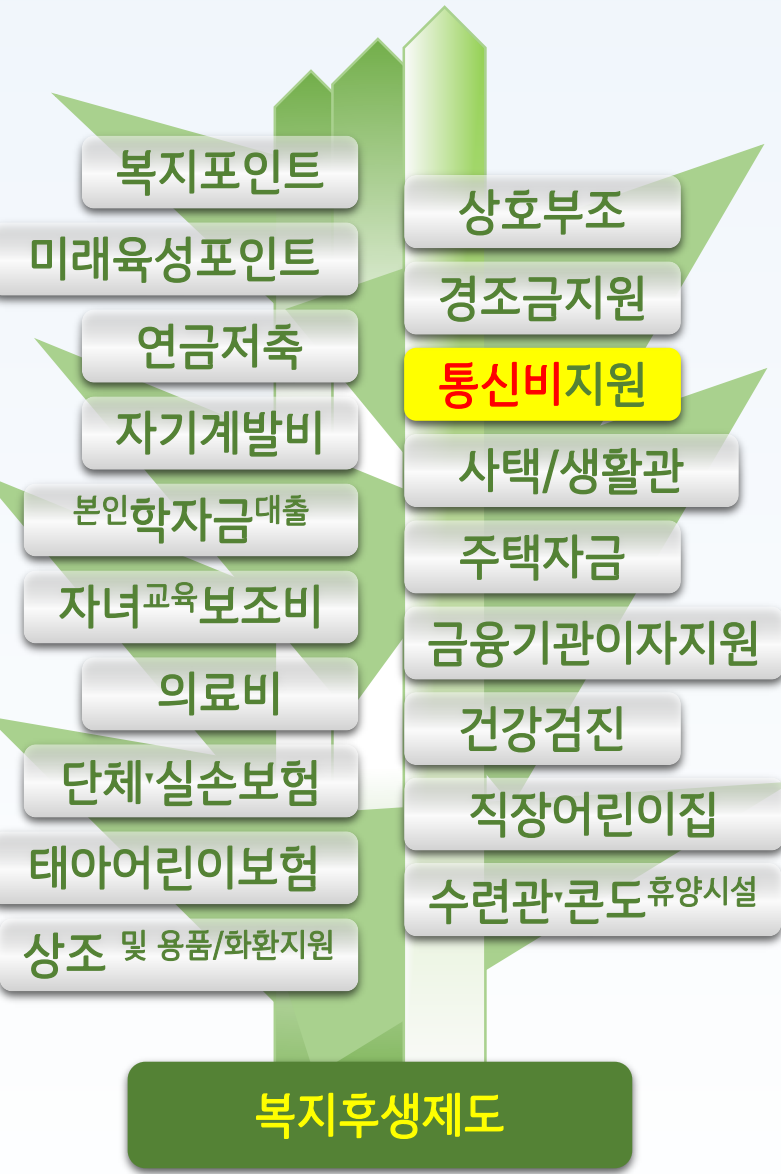 복지포인트
미래육성포인트
연금저축
자기계발비
본인학자금대출
자녀교육보조비
의료비
단체▾실손보험
태아어린이보험
상조 및 용품/화환지원
상호부조
경조금지원
통신비지원
사택/생활관
주택자금
금융기관이자지원
건강검진
직장어린이집
수련관▾콘도휴양시설
복지후생제도